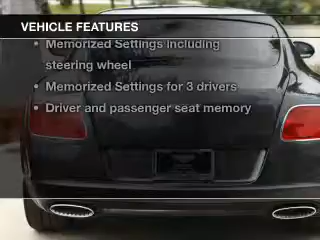 VEHICLE FEATURES
• Memorized Settings including
steering wheel
• Memorized Settings for 3 drivers
• Driver and passenger seat memory